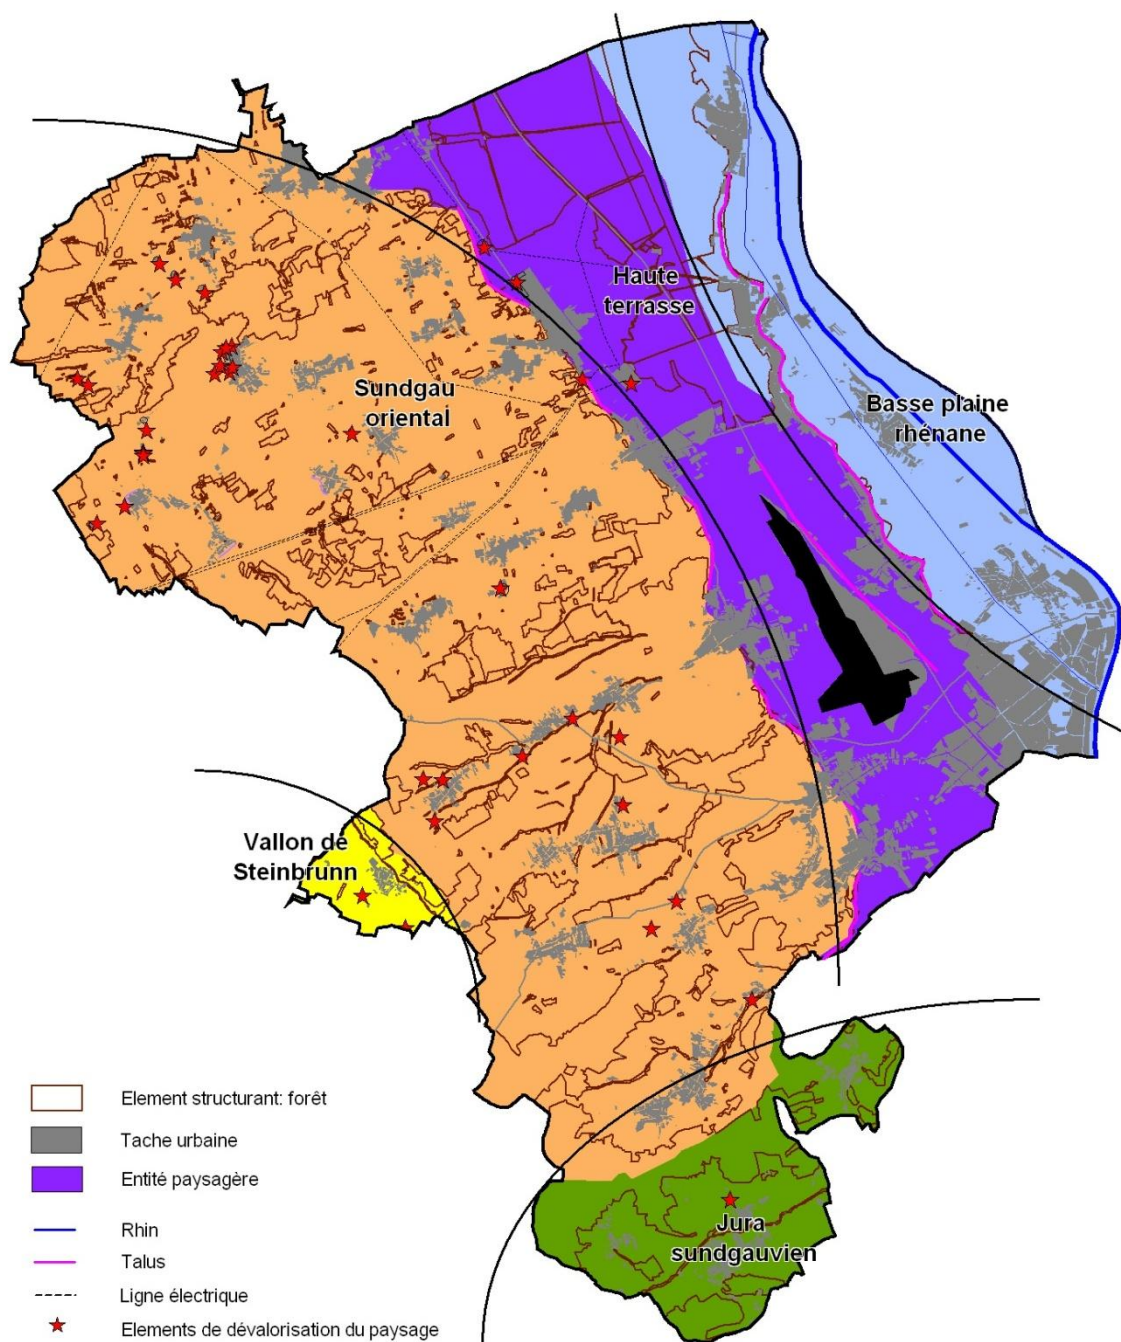 Haute
terrasse
Sundgau
oriental
Basse plaine
rhénane
Vallon de
Steinbrunn
Jura
sundgauvien
Element structurant: forêt
Tache urbaine
Entité paysagère
Rhin
Talus
Ligne électrique
Elements de dévalorisation du paysage